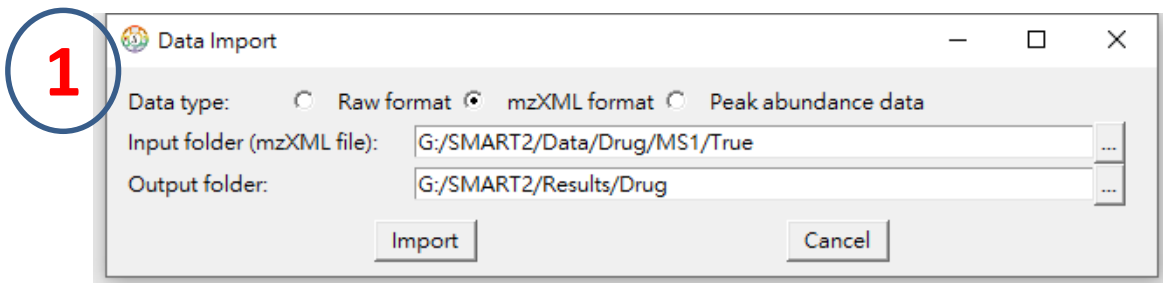 1
Data Import
Data type: Raw format mzXML format Peak abundance data
Input folder (mzXML file): G:/SMART2/Data/Drug/MS1/True ...
Output folder: G:/SMART2/Results/Drug ...
Import Cancel